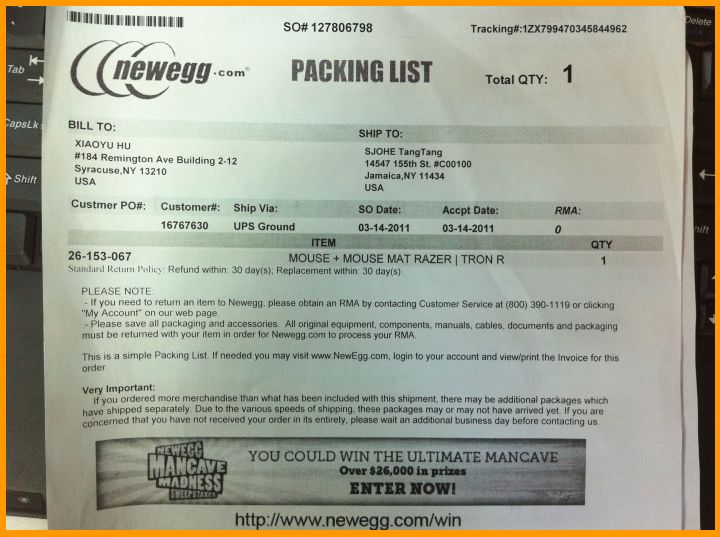 SO# 127806798
Tracking#:1ZX799470345844962
newegg.com®
PACKING LIST
Total QTY: 1
BILL TO:
XIAOYU HU
#184 Remington Ave Building 2-12
Syracuse,NY 13210
USA
SHIP TO:
SJOHE TangTang
14547 155th St. #C00100
Jamaica,NY 11434
USA
Custmer PO#: Customer#: Ship Via: SO Date: Accpt Date: RMA:
16767630 UPS Ground 03-14-2011 03-14-2011 0
ITEM QTY
26-153-067 MOUSE + MOUSE MAT RAZER | TRON R 1
Standard Return Policy: Refund within: 30 day(s); Replacement within: 30 day(s).
PLEASE NOTE:
- If you need to return an item to Newegg, please obtain an RMA by contacting Customer Service at (800) 390-1119 or clicking
"My Account" on our web page.
- Please save all packaging and accessories. All original equipment, components, manuals, cables, documents and packaging
must be returned with your item in order for Newegg.com to process your RMA.
This is a simple Packing List. If needed you may visit www.NewEgg.com, login to your account and view/print the Invoice for this
order.
Very Important:
If you ordered more merchandise than what has been included with this shipment, there may be additional packages which
have shipped separately. Due to the various speeds of shipping, these packages may or may not have arrived yet. If you are
concerned that you have not received your order in its entirety, please wait an additional business day before contacting us.
NEWEGG
MANCAVE
MADNESS
SWEEPSTAKES
YOU COULD WIN THE ULTIMATE MANCAVE
Over $26,000 in prizes
ENTER NOW!
http://www.newegg.com/win
Tab
CapsLk
Shift
Delete